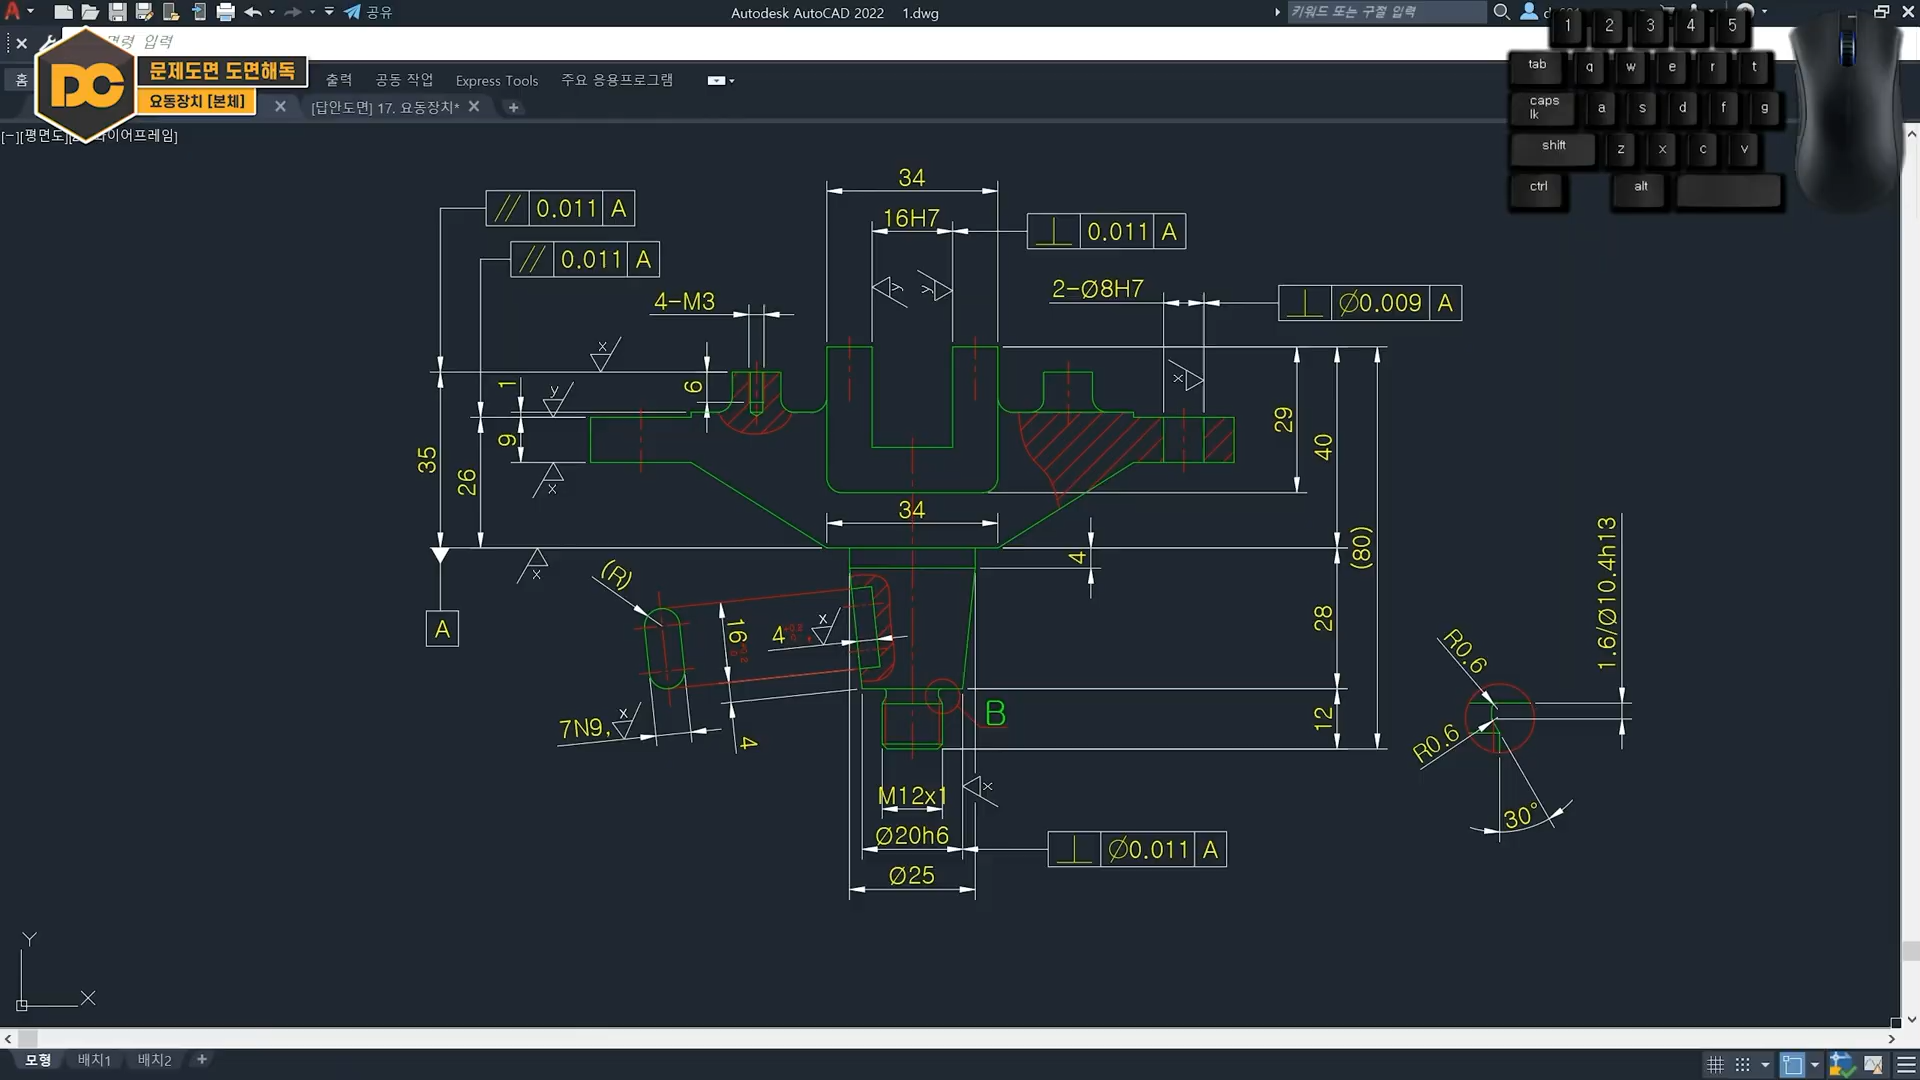 공유
Autodesk AutoCAD 2022 1.dwg
키워드 또는 구절 입력
명령 입력
DC
문제도면 도면해독
요동장치 [본체]
홈
출력
공동 작업
Express Tools
주요 응용프로그램
[답안도면] 17. 요동장치*
[−][평면도]
와이어프레임]
1 2 3 4 5
tab q w e r t
caps lk a s d f g
shift z x c v
ctrl alt
34
// 0.011 A
16H7
⊥ 0.011 A
// 0.011 A
2-Ø8H7
⊥ Ø0.009 A
4-M3
y y
x
6
x
1
y
35
26
9
x
29
40
34
4
(80)
x
(R)
A
16 +0.2 0
4 +0.2 0 , x
28
1.6/Ø10.4h13
R0.6
R0.6
30°
7N9, x
4
B
12
M12x1
x
Ø20h6
⊥ Ø0.011 A
Ø25
Y
X
모형 배치1 배치2 +